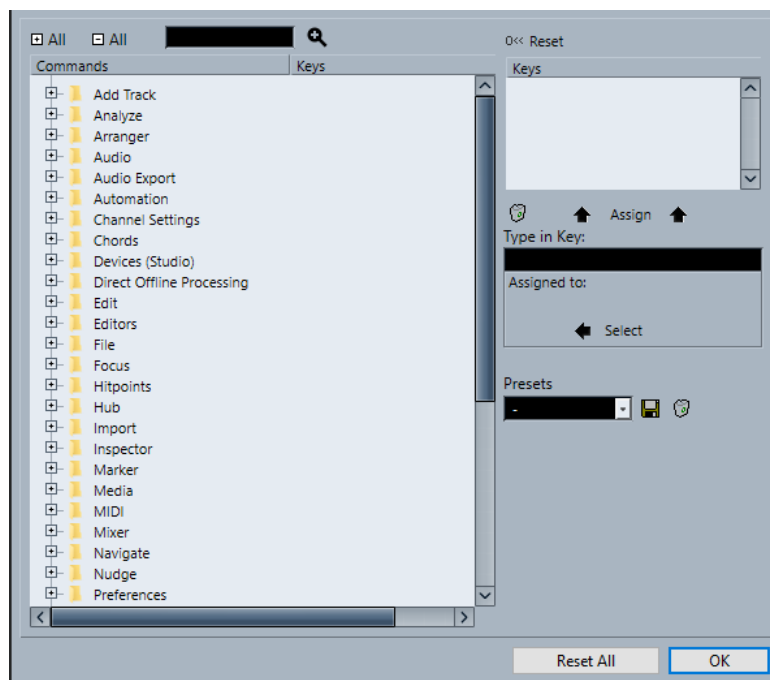 All
All
Commands
Keys
Add Track
Analyze
Arranger
Audio
Audio Export
Automation
Channel Settings
Chords
Devices (Studio)
Direct Offline Processing
Edit
Editors
File
Focus
Hitpoints
Hub
Import
Inspector
Marker
Media
MIDI
Mixer
Navigate
Nudge
Preferences
0<< Reset
Keys
Assign
Type in Key:
Assigned to:
Select
Presets
-
Reset All
OK